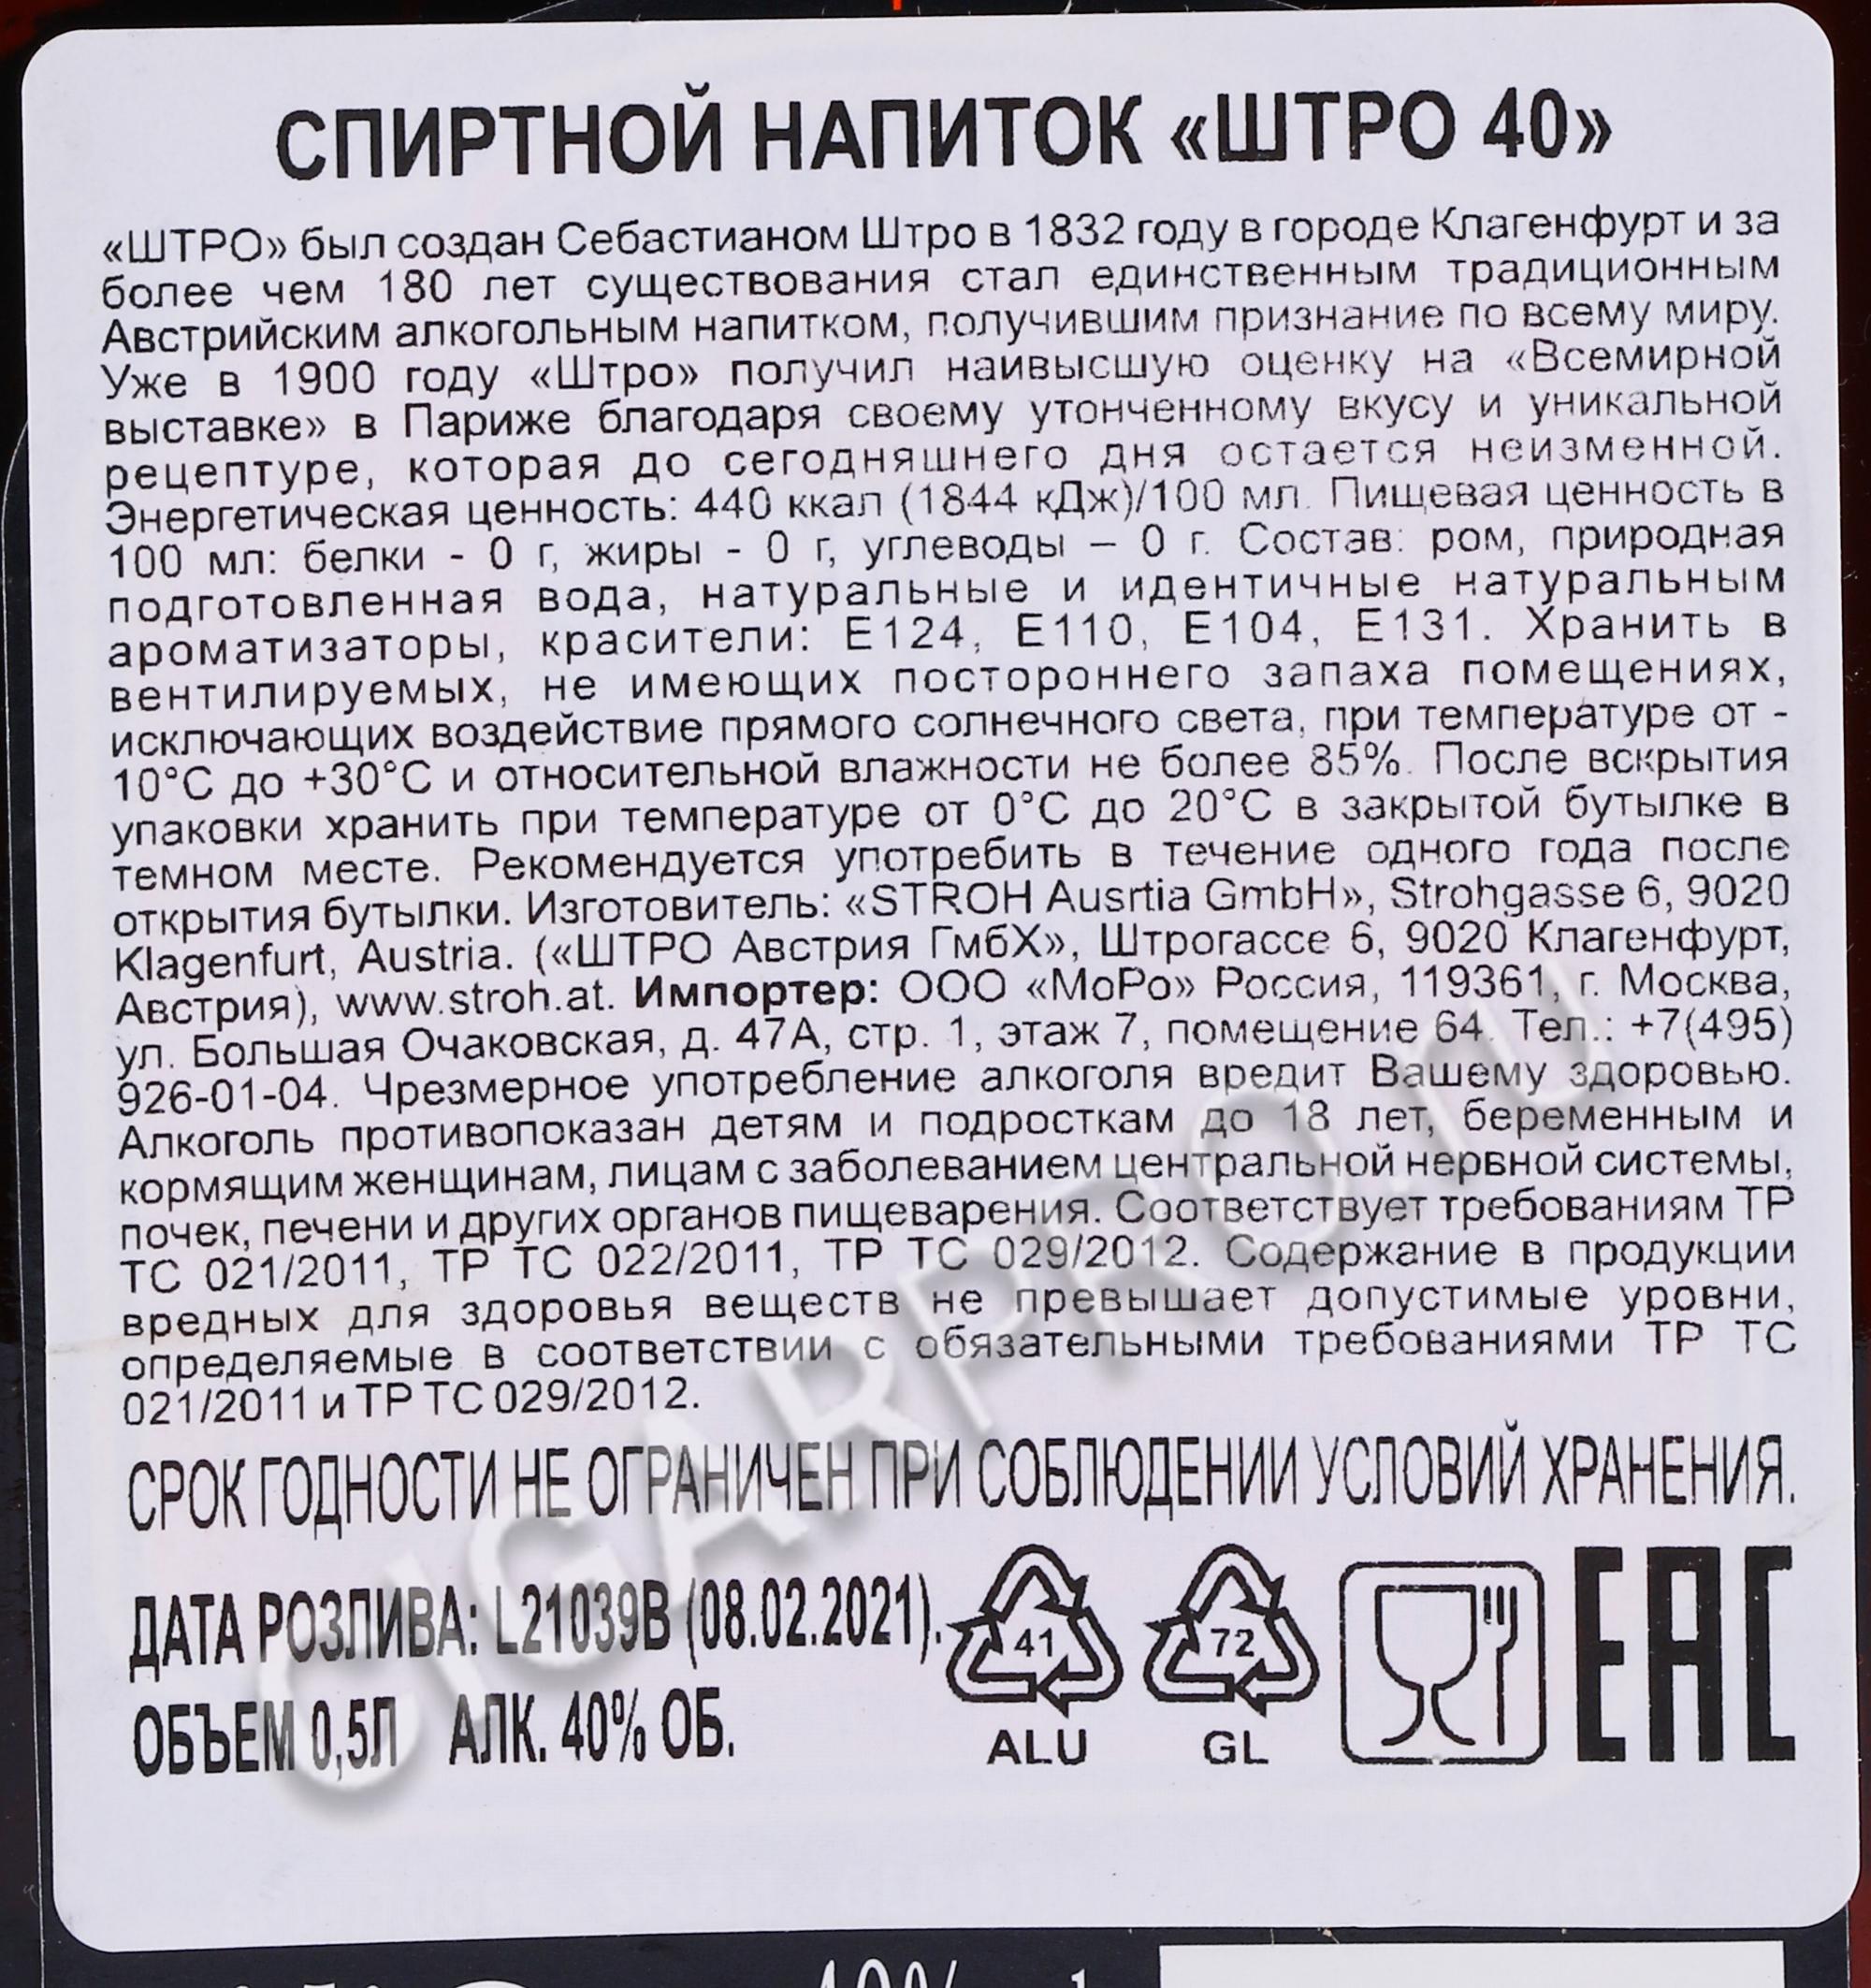 СПИРТНОЙ НАПИТОК «ШТРО 40»
«ШТРО» был создан Себастианом Штро в 1832 году в городе Клагенфурт и за
более чем 180 лет существования стал единственным традиционным
Австрийским алкогольным напитком, получившим признание по всему миру.
Уже в 1900 году «Штро» получил наивысшую оценку на «Всемирной
выставке» в Париже благодаря своему утонченному вкусу и уникальной
рецептуре, которая до сегодняшнего дня остается неизменной.
Энергетическая ценность: 440 ккал (1844 кДж)/100 мл. Пищевая ценность в
100 мл: белки - 0 г, жиры - 0 г, углеводы – 0 г. Состав: ром, природная
подготовленная вода, натуральные и идентичные натуральным
ароматизаторы, красители: Е124, Е110, Е104, Е131. Хранить в
вентилируемых, не имеющих постороннего запаха помещениях,
исключающих воздействие прямого солнечного света, при температуре от -
10°С до +30°С и относительной влажности не более 85%. После вскрытия
упаковки хранить при температуре от 0°С до 20°С в закрытой бутылке в
темном месте. Рекомендуется употребить в течение одного года после
открытия бутылки. Изготовитель: «STROH Ausrtia GmbH», Strohgasse 6, 9020
Klagenfurt, Austria. («ШТРО Австрия ГмбХ», Штрогассе 6, 9020 Клагенфурт,
Австрия), www.stroh.at. Импортер: ООО «МоРо» Россия, 119361, г. Москва,
ул. Большая Очаковская, д. 47А, стр. 1, этаж 7, помещение 64. Тел.: +7(495)
926-01-04. Чрезмерное употребление алкоголя вредит Вашему здоровью.
Алкоголь противопоказан детям и подросткам до 18 лет, беременным и
кормящим женщинам, лицам с заболеванием центральной нервной системы,
почек, печени и других органов пищеварения. Соответствует требованиям ТР
ТС 021/2011, ТР ТС 022/2011, ТР ТС 029/2012. Содержание в продукции
вредных для здоровья веществ не превышает допустимые уровни,
определяемые в соответствии с обязательными требованиями ТР ТС
021/2011 и ТР ТС 029/2012.
СРОК ГОДНОСТИ НЕ ОГРАНИЧЕН ПРИ СОБЛЮДЕНИИ УСЛОВИЙ ХРАНЕНИЯ.
ДАТА РОЗЛИВА: L21039B (08.02.2021).
ОБЪЕМ 0,5Л АЛК. 40% ОБ.
41
ALU
72
GL
EAC
CIGARPRO.ru